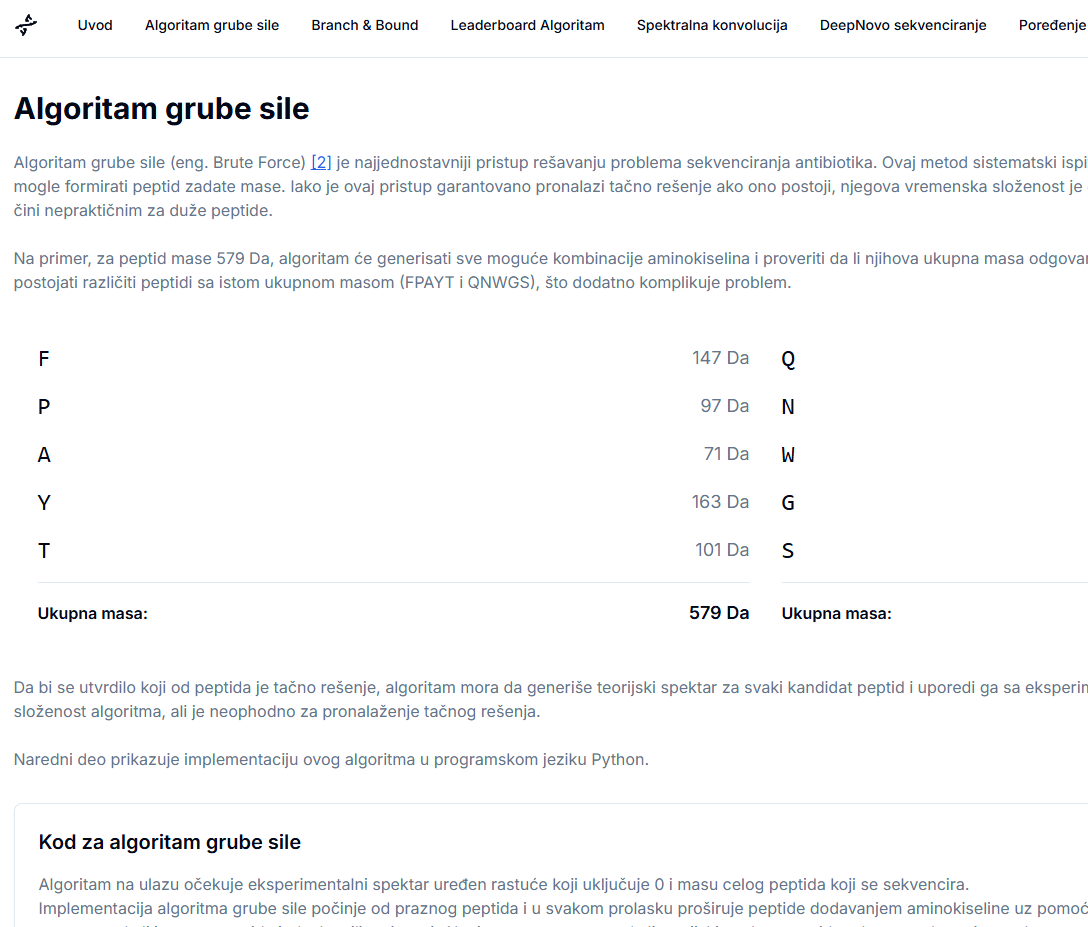 Uvod Algoritam grube sile Branch & Bound Leaderboard Algoritam Spektralna konvolucija DeepNovo sekvenciranje Poređenje
Algoritam grube sile
Algoritam grube sile (eng. Brute Force) [2] je najjednostavniji pristup rešavanju problema sekvenciranja antibiotika. Ovaj metod sistematski ispi
mogle formirati peptid zadate mase. Iako je ovaj pristup garantovano pronalazi tačno rešenje ako ono postoji, njegova vremenska složenost je
čini nepraktičnim za duže peptide.
Na primer, za peptid mase 579 Da, algoritam će generisati sve moguće kombinacije aminokiselina i proveriti da li njihova ukupna masa odgovar
postojati različiti peptidi sa istom ukupnom masom (FPAYT i QNWGS), što dodatno komplikuje problem.
F 147 Da Q
P 97 Da N
A 71 Da W
Y 163 Da G
T 101 Da S
Ukupna masa: 579 Da Ukupna masa:
Da bi se utvrdilo koji od peptida je tačno rešenje, algoritam mora da generiše teorijski spektar za svaki kandidat peptid i uporedi ga sa eksperim
složenost algoritma, ali je neophodno za pronalaženje tačnog rešenja.
Naredni deo prikazuje implementaciju ovog algoritma u programskom jeziku Python.
Kod za algoritam grube sile
Algoritam na ulazu očekuje eksperimentalni spektar uređen rastuće koji uključuje 0 i masu celog peptida koji se sekvencira.
Implementacija algoritma grube sile počinje od praznog peptida i u svakom prolasku proširuje peptide dodavanjem aminokiseline uz pomoć